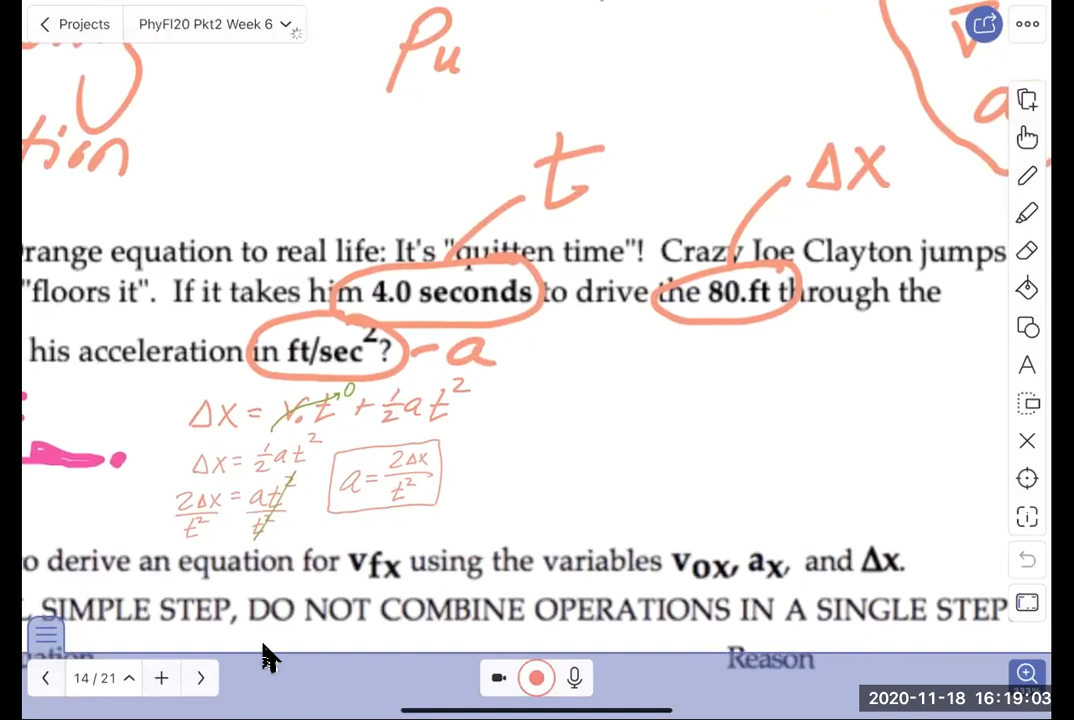 Projects
PhyFl20 Pkt2 Week 6
Pu
a
tion
t
Δx
range equation to real life: It's "quitten time"! Crazy Joe Clayton jumps
"floors it". If it takes him 4.0 seconds to drive the 80.ft through the
his acceleration in ft/sec²? - a
Δx = v₀t⁰ + ½at²
Δx = ½at²
2Δx/t² = at²/t²
a = 2Δx/t²
o derive an equation for vfx using the variables vox, ax, and Δx.
SIMPLE STEP, DO NOT COMBINE OPERATIONS IN A SINGLE STEP
Reason
14 / 21
2020-11-18 16:19:03